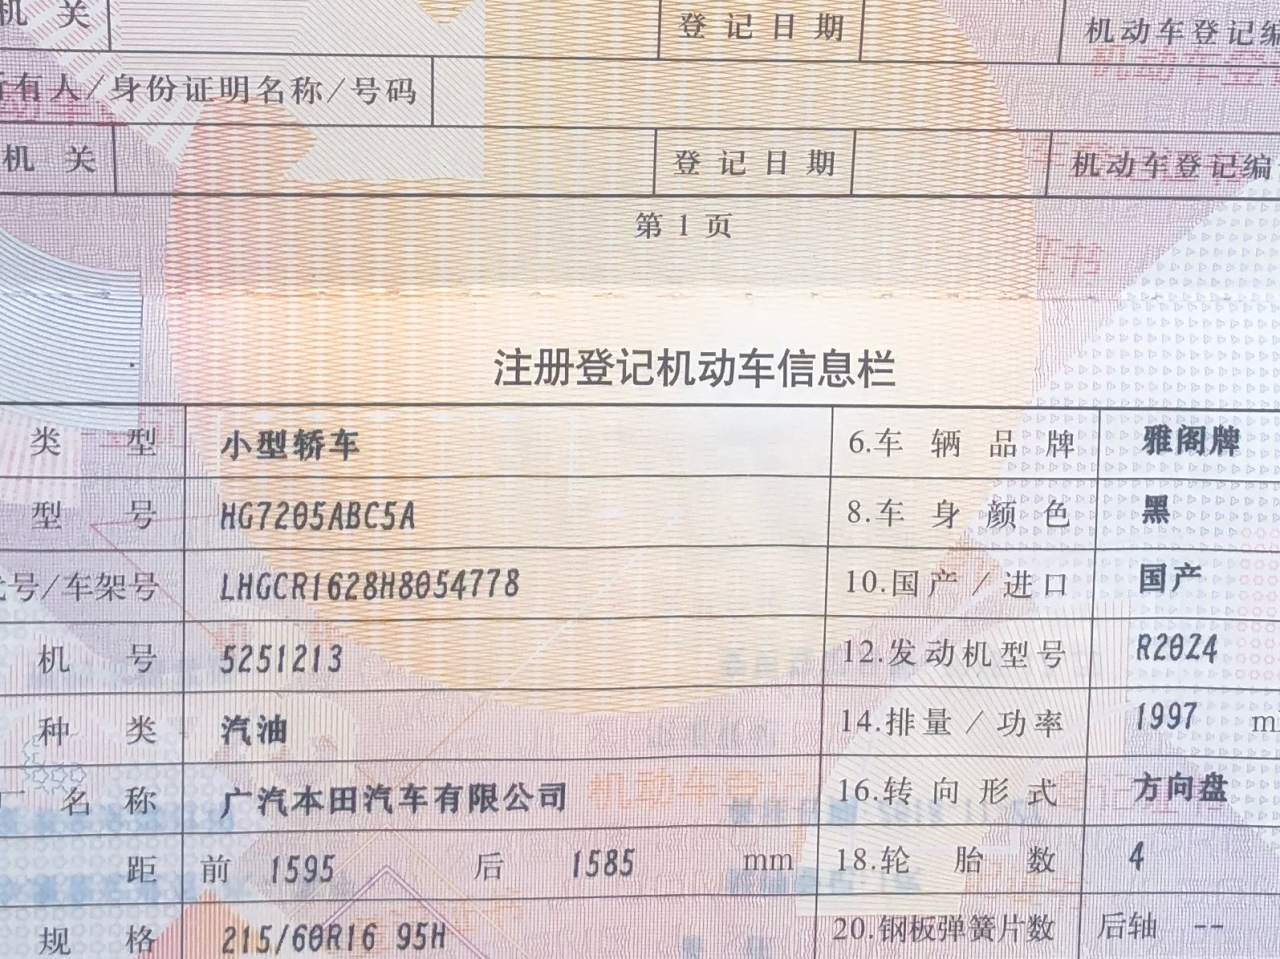 机 关 登 记 日 期 机动车登记编
有人/身份证明名称/号码
机 关 登 记 日 期 机动车登记编
第 1 页
注册登记机动车信息栏
类 型 小型轿车 6.车 辆 品 牌 雅阁牌
型 号 HG7205ABC5A 8.车 身 颜 色 黑
号/车架号 LHGCR1628H8054778 10.国 产 / 进 口 国产
机 号 5251213 12.发动机型号 R20Z4
种 类 汽油 14.排 量 / 功 率 1997 m
名 称 广汽本田汽车有限公司 16.转 向 形 式 方向盘
距 前 1595 后 1585 mm 18.轮 胎 数 4
规 格 215/60R16 95H 20.钢板弹簧片数 后轴 --